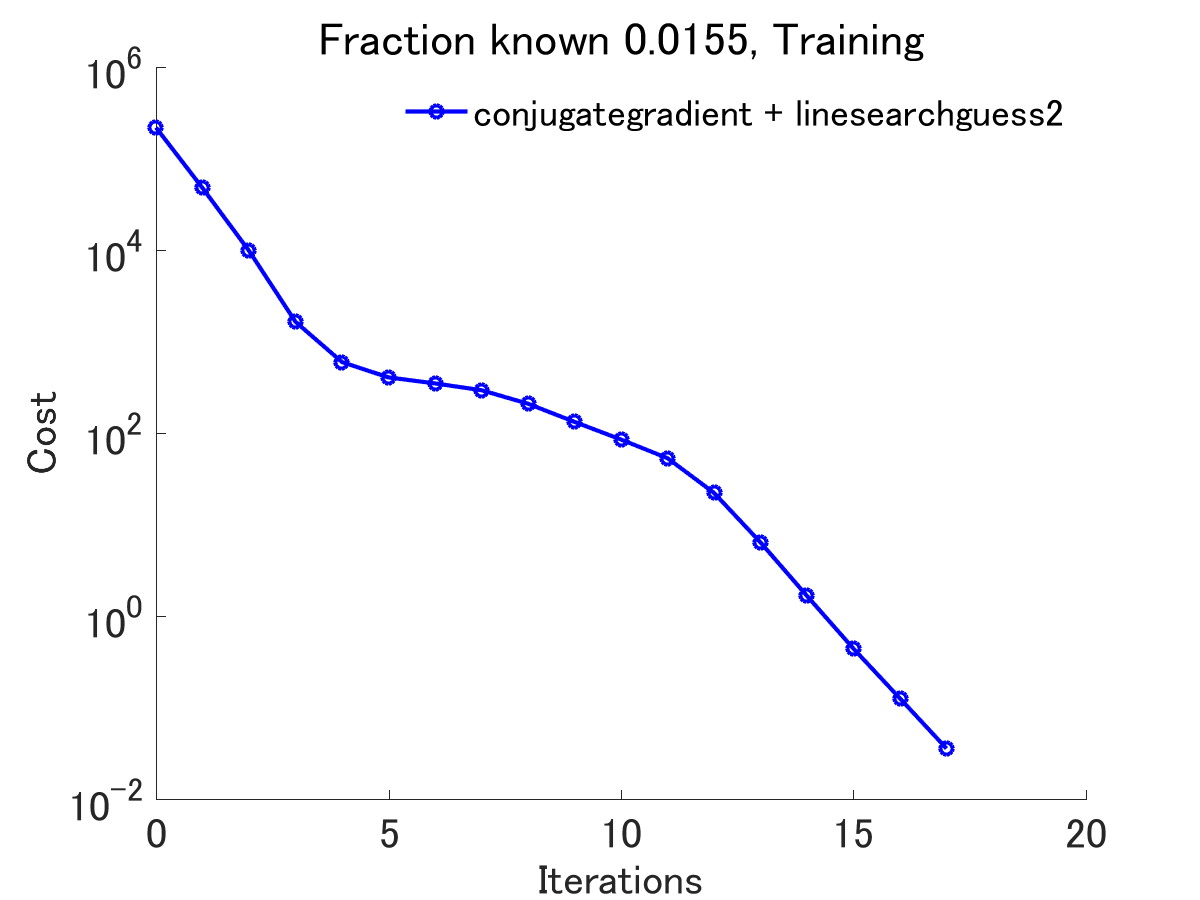 Fraction known 0.0155, Training
conjugategradient + linesearchguess2
10^6
10^4
10^2
10^0
10^-2
Cost
0 5 10 15 20
Iterations